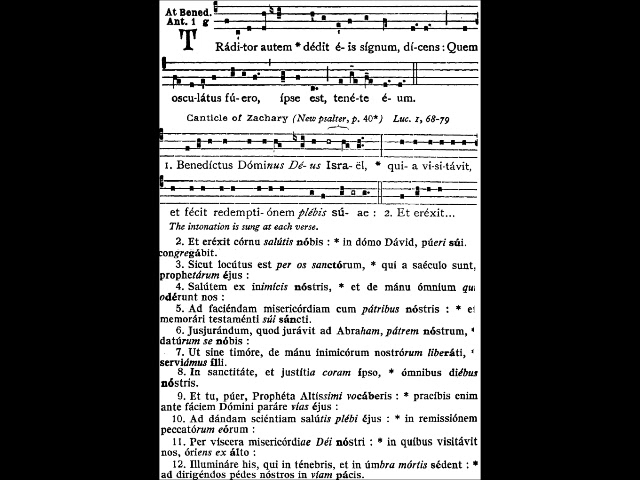 At Bened.
Ant. 1 g
TRádi-tor autem * dédit é- is sígnum, dí-cens : Quem
oscu-látus fú- ero, ípse est, tené-te é- um.
Canticle of Zachary (New psalter, p. 40*) Luc. 1, 68-79
1. Benedíctus Dóminus Dé- us Isra- ël, * qui- a vi-si-távit,
et fécit redempti- ónem plébis sú- ae : 2. Et eréxit...
The intonation is sung at each verse.
2. Et eréxit córnu salútis nóbis : * in dómo Dávid, púeri súi.
congregábit.
3. Sicut locútus est per os sanctórum, * qui a saéculo sunt,
prophetárum éjus :
4. Salútem ex inimícis nóstris, * et de mánu ómnium qui
odérunt nos :
5. Ad faciéndam misericórdiam cum pátribus nóstris : * et
memorári testaménti súi sáncti.
6. Jusjurándum, quod jurávit ad Abraham, pátrem nóstrum, *
datúrum se nóbis :
7. Ut sine timóre, de mánu inimicórum nostrórum liberáti, *
serviámus ílli.
8. In sanctitáte, et justítia coram ípso, * ómnibus diébus
nóstris.
9. Et tu, púer, Prophéta Altíssimi vocáberis : * praeíbis enim
ante fáciem Dómini paráre vías éjus :
10. Ad dándam sciéntiam salútis plébi éjus : * in remissiónem
peccatórum eórum :
11. Per víscera misericórdiae Déi nóstri : * in quíbus visitávit
nos, óriens ex álto :
12. Illumináre his, qui in ténebris, et in úmbra mórtis sédent : *
ad dirigéndos pédes nóstros in víam pácis.